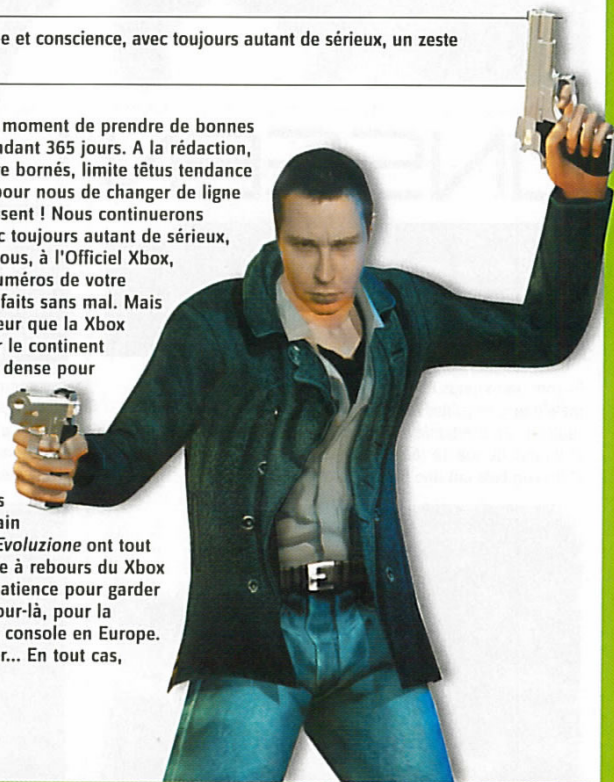 e et conscience, avec toujours autant de sérieux, un zeste
moment de prendre de bonnes
ndant 365 jours. A la rédaction,
e bornés, limite têtus tendance
pour nous de changer de ligne
sent ! Nous continuerons
c toujours autant de sérieux,
ous, à l'Officiel Xbox,
uméros de votre
faits sans mal. Mais
eur que la Xbox
r le continent
dense pour
s
ain
Evoluzione ont tout
e à rebours du Xbox
atience pour garder
our-là, pour la
console en Europe.
r... En tout cas,